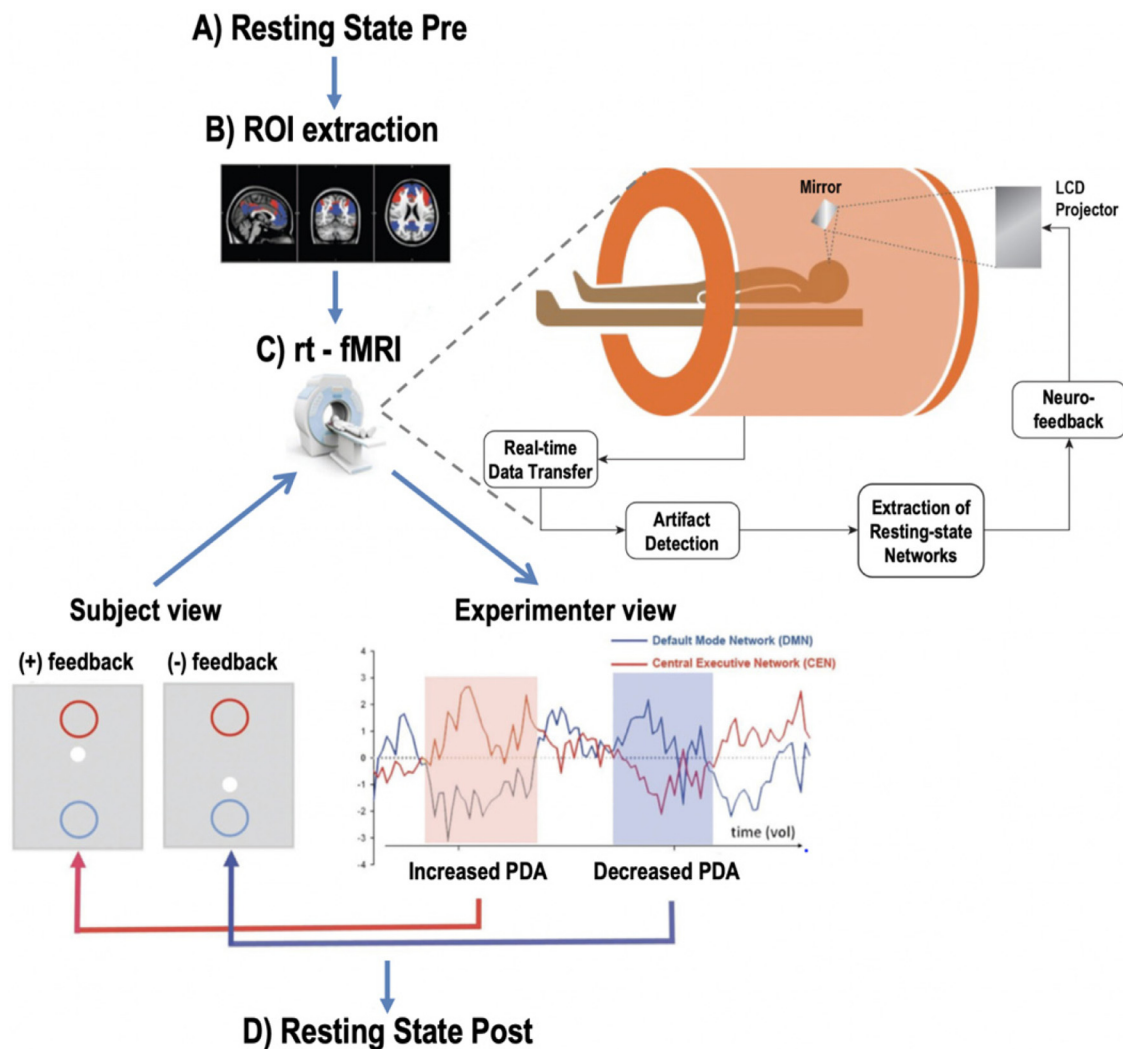 A) Resting State Pre
B) ROI extraction
C) rt - fMRI
Mirror
LCD
Projector
Neuro-
feedback
Real-time
Data Transfer
Artifact
Detection
Extraction of
Resting-state
Networks
Subject view
(+) feedback
(-) feedback
Experimenter view
Default Mode Network (DMN)
Central Executive Network (CEN)
4
3
2
1
0
-1
-2
-3
-4
time (vol)
Increased PDA
Decreased PDA
D) Resting State Post